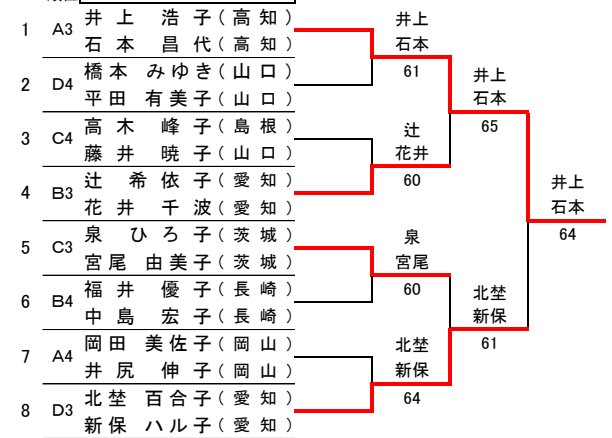 1 A3 井上 浩子(高知)
石本 昌代(高知)
2 D4 橋本 みゆき(山口)
平田 有美子(山口)
3 C4 高木 峰子(島根)
藤井 暁子(山口)
4 B3 辻 希依子(愛知)
花井 千波(愛知)
5 C3 泉 ひろ子(茨城)
宮尾 由美子(茨城)
6 B4 福井 優子(長崎)
中島 宏子(長崎)
7 A4 岡田 美佐子(岡山)
井尻 伸子(岡山)
8 D3 北埜 百合子(愛知)
新保 ハル子(愛知)
井上
石本
61
辻
花井
60
泉
宮尾
60
北埜
新保
64
井上
石本
65
北埜
新保
61
井上
石本
64